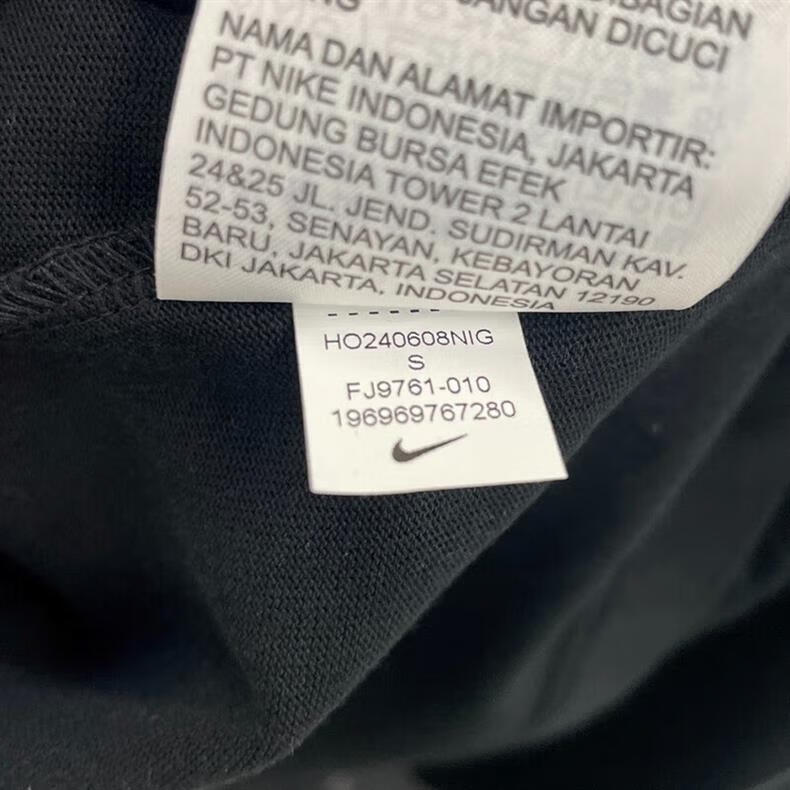 DIBAGIAN
JANGAN DICUCI
NAMA DAN ALAMAT IMPORTIR:
PT NIKE INDONESIA, JAKARTA
GEDUNG BURSA EFEK
INDONESIA TOWER 2 LANTAI
24&25 JL. JEND. SUDIRMAN KAV.
52-53, SENAYAN, KEBAYORAN
BARU, JAKARTA SELATAN 12190
DKI JAKARTA, INDONESIA
HO240608NIG
S
FJ9761-010
196969767280